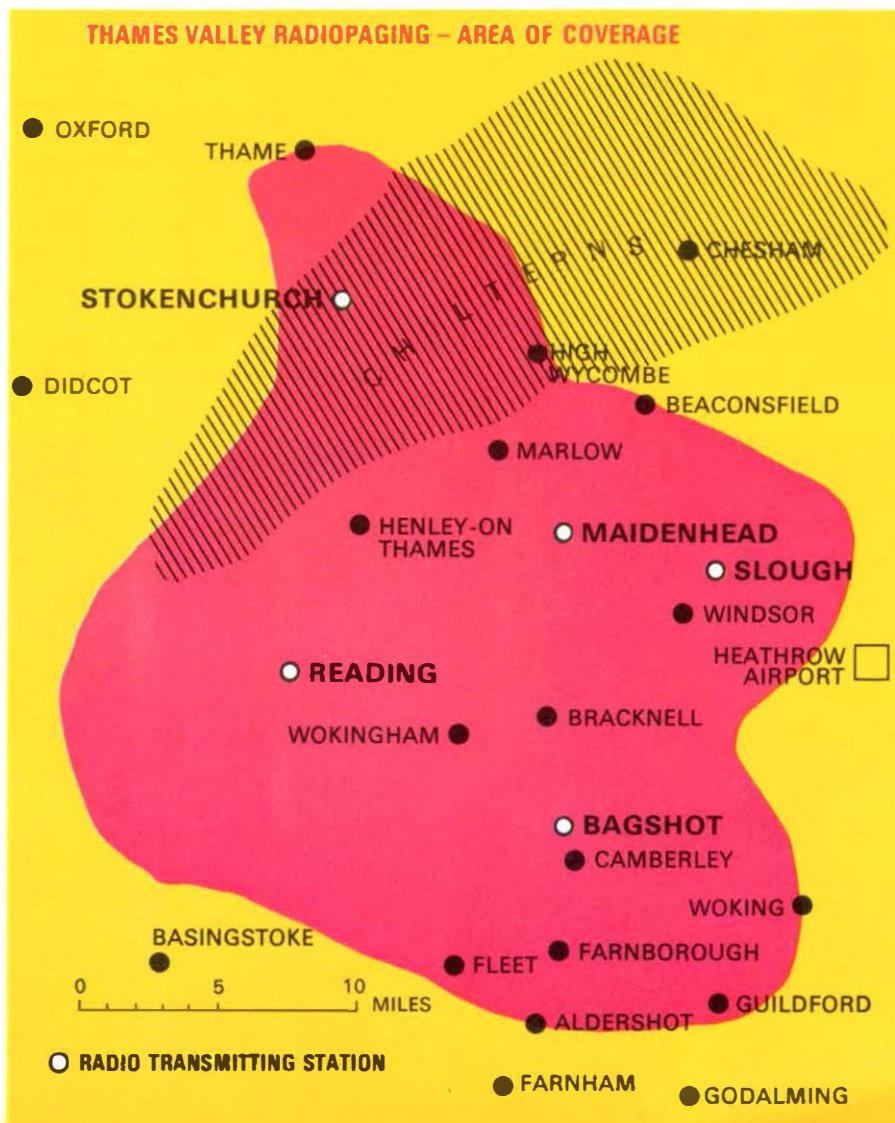 THAMES VALLEY RADIOPAGING – AREA OF COVERAGE
OXFORD
THAME
CHILTERNS
CHESHAM
STOKENCHURCH
HIGH
WYCOMBE
DIDCOT
BEACONSFIELD
MARLOW
HENLEY-ON
THAMES
MAIDENHEAD
SLOUGH
WINDSOR
HEATHROW
AIRPORT
READING
BRACKNELL
WOKINGHAM
BAGSHOT
CAMBERLEY
WOKING
BASINGSTOKE
FARNBOROUGH
FLEET
0 5 10
MILES
GUILDFORD
ALDERSHOT
RADIO TRANSMITTING STATION
FARNHAM
GODALMING